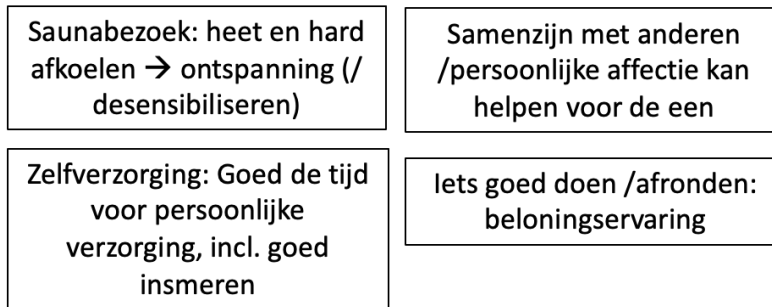 Saunabezoek: heet en hard
afkoelen → ontspanning (/
desensibiliseren)
Samenzijn met anderen
/persoonlijke affectie kan
helpen voor de een
Zelfverzorging: Goed de tijd
voor persoonlijke
verzorging, incl. goed
insmeren
Iets goed doen /afronden:
beloningservaring